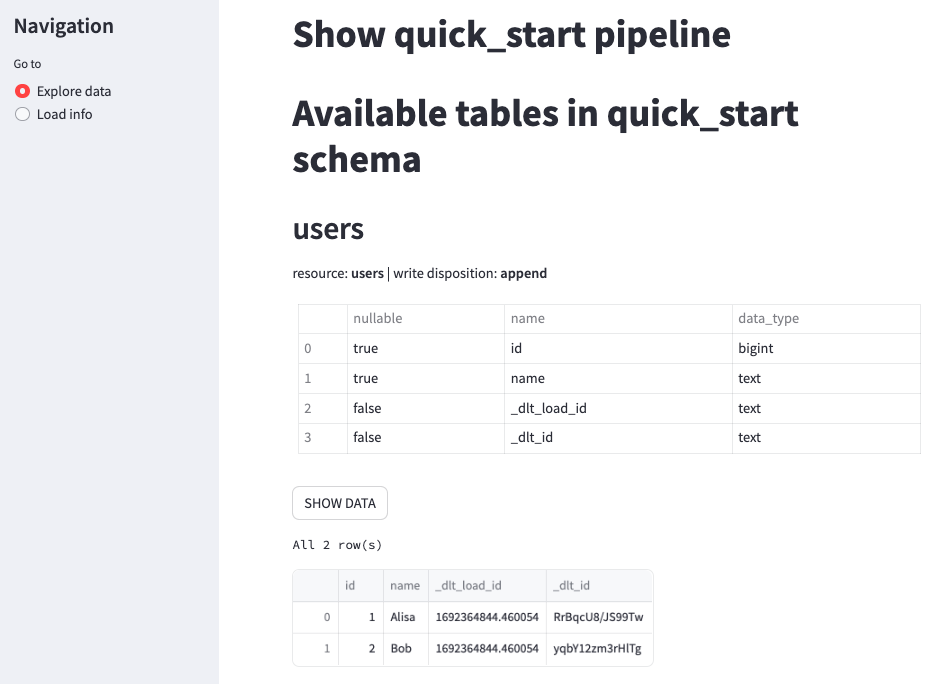 Navigation
Go to
Explore data
Load info
Show quick_start pipeline
Available tables in quick_start
schema
users
resource: users | write disposition: append
nullable name data_type
0 true id bigint
1 true name text
2 false _dlt_load_id text
3 false _dlt_id text
SHOW DATA
All 2 row(s)
id name _dlt_load_id _dlt_id
0 1 Alisa 1692364844.460054 RrBqcU8/JS99Tw
1 2 Bob 1692364844.460054 yqbY12zm3rHlTg